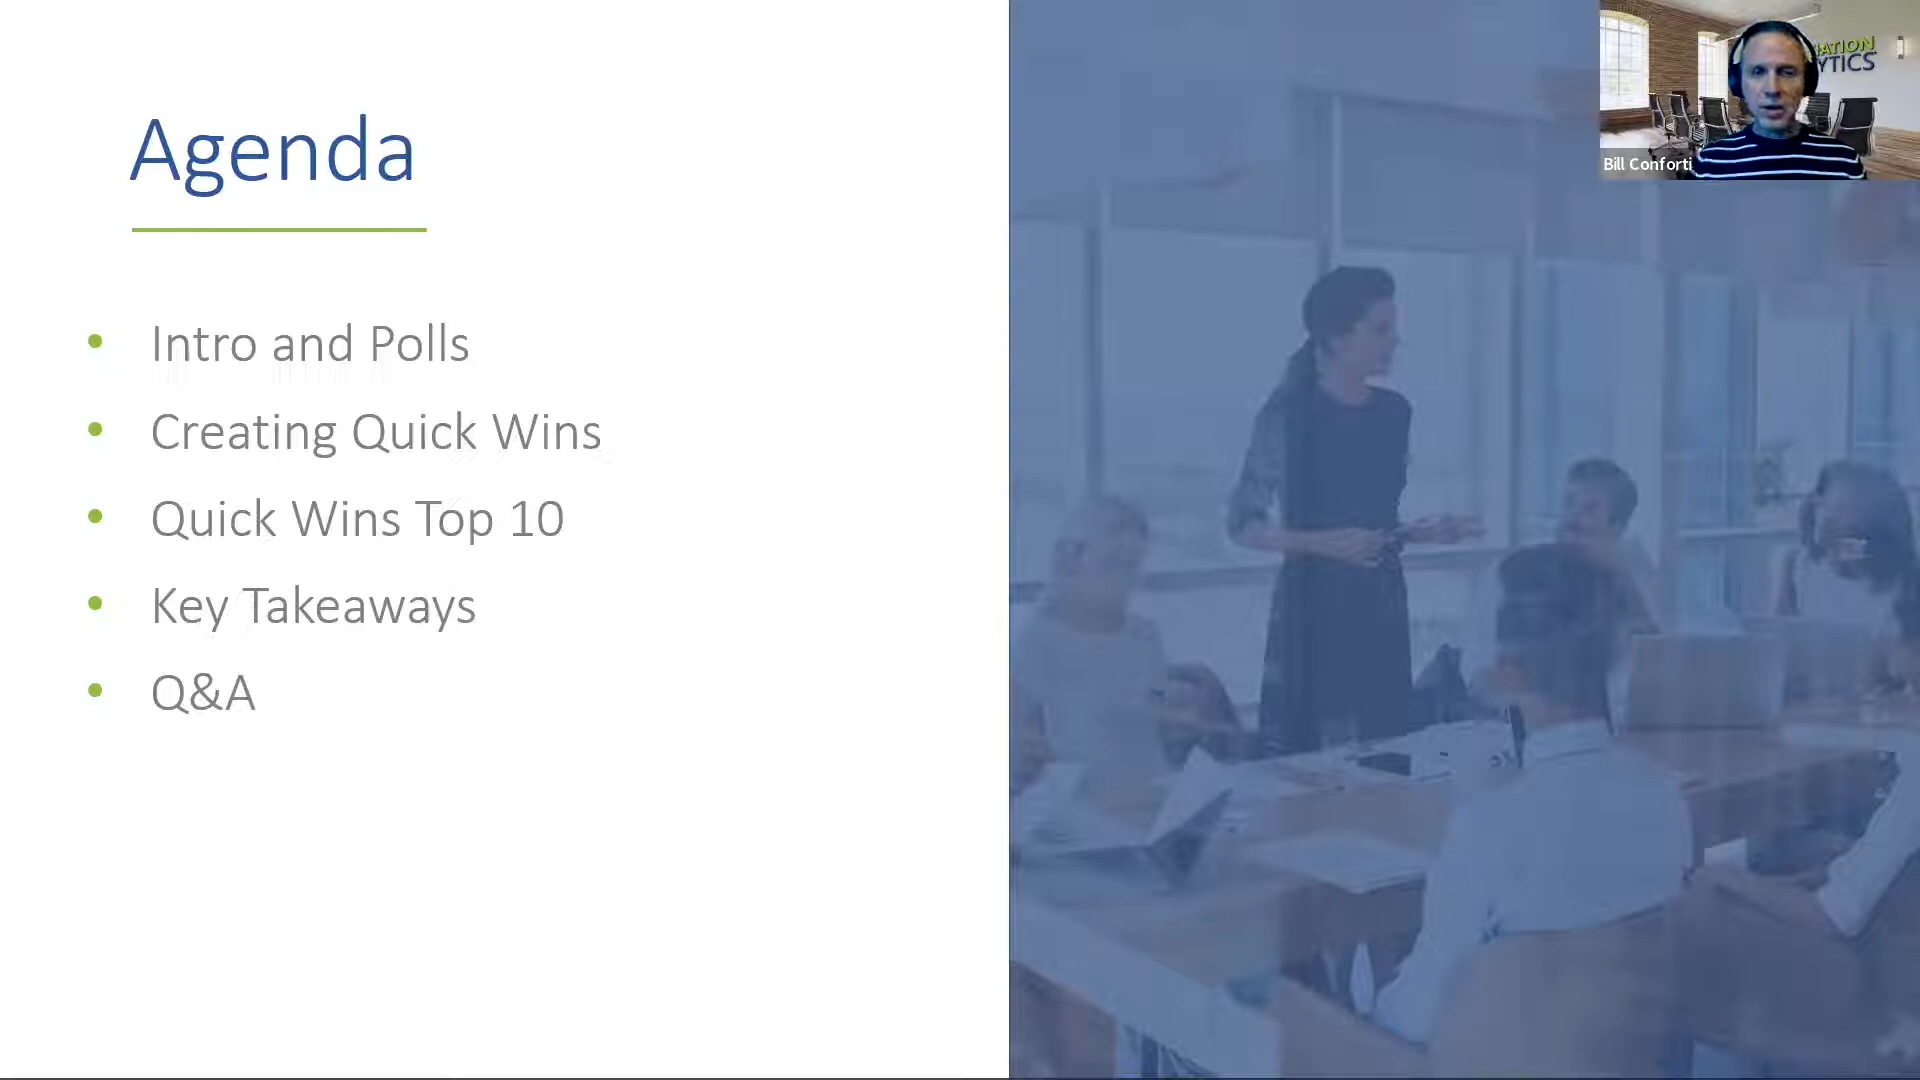 Agenda
Intro and Polls
Creating Quick Wins
Quick Wins Top 10
Key Takeaways
Q&A
Bill Conforti